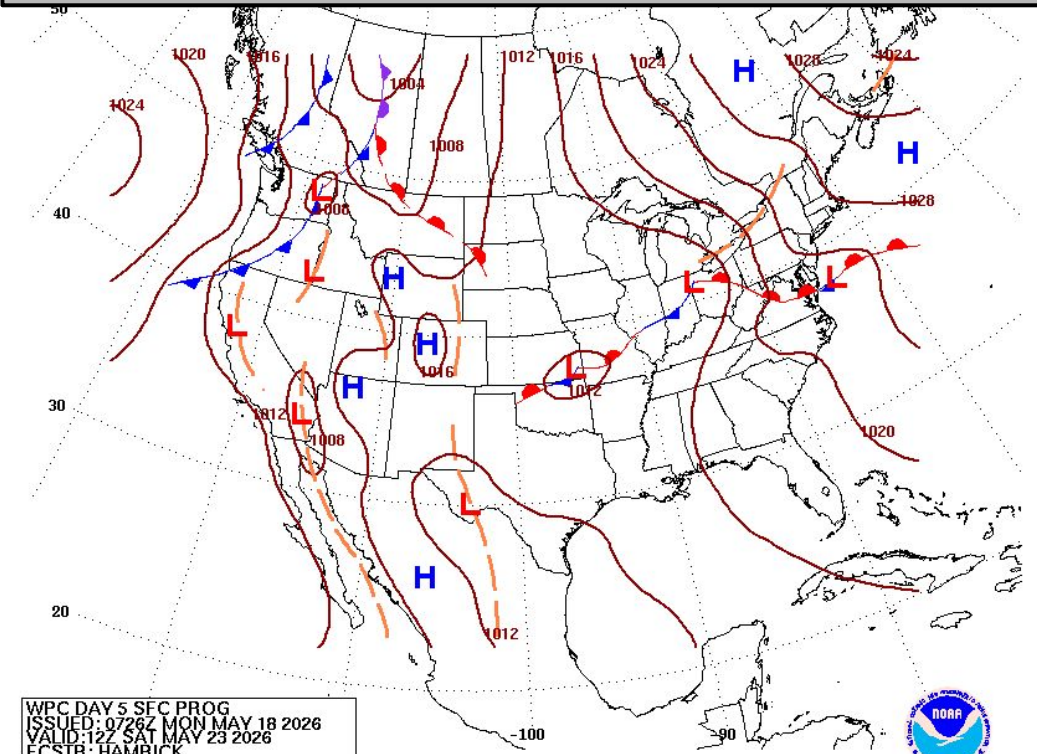 50
1020
1016
1012
1016
1024
1028
1024
H
1004
1024
1008
H
L
1008
1028
40
L
H
L
L
L
H
1016
L
1012
H
30
1012
L
1008
1020
L
H
20
1012
WPC DAY 5 SFC PROG
ISSUED: 0726Z MON MAY 18 2026
VALID:12Z SAT MAY 23 2026
FCSTR: HAMRICK
-100
-90
NOAA